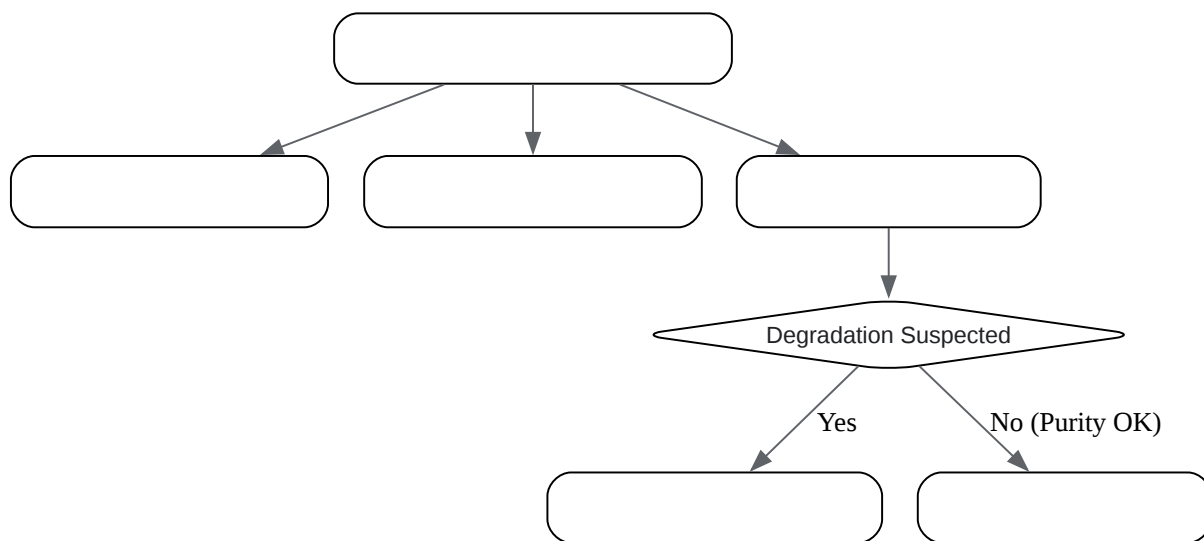 Degradation Suspected
Yes
No (Purity OK)